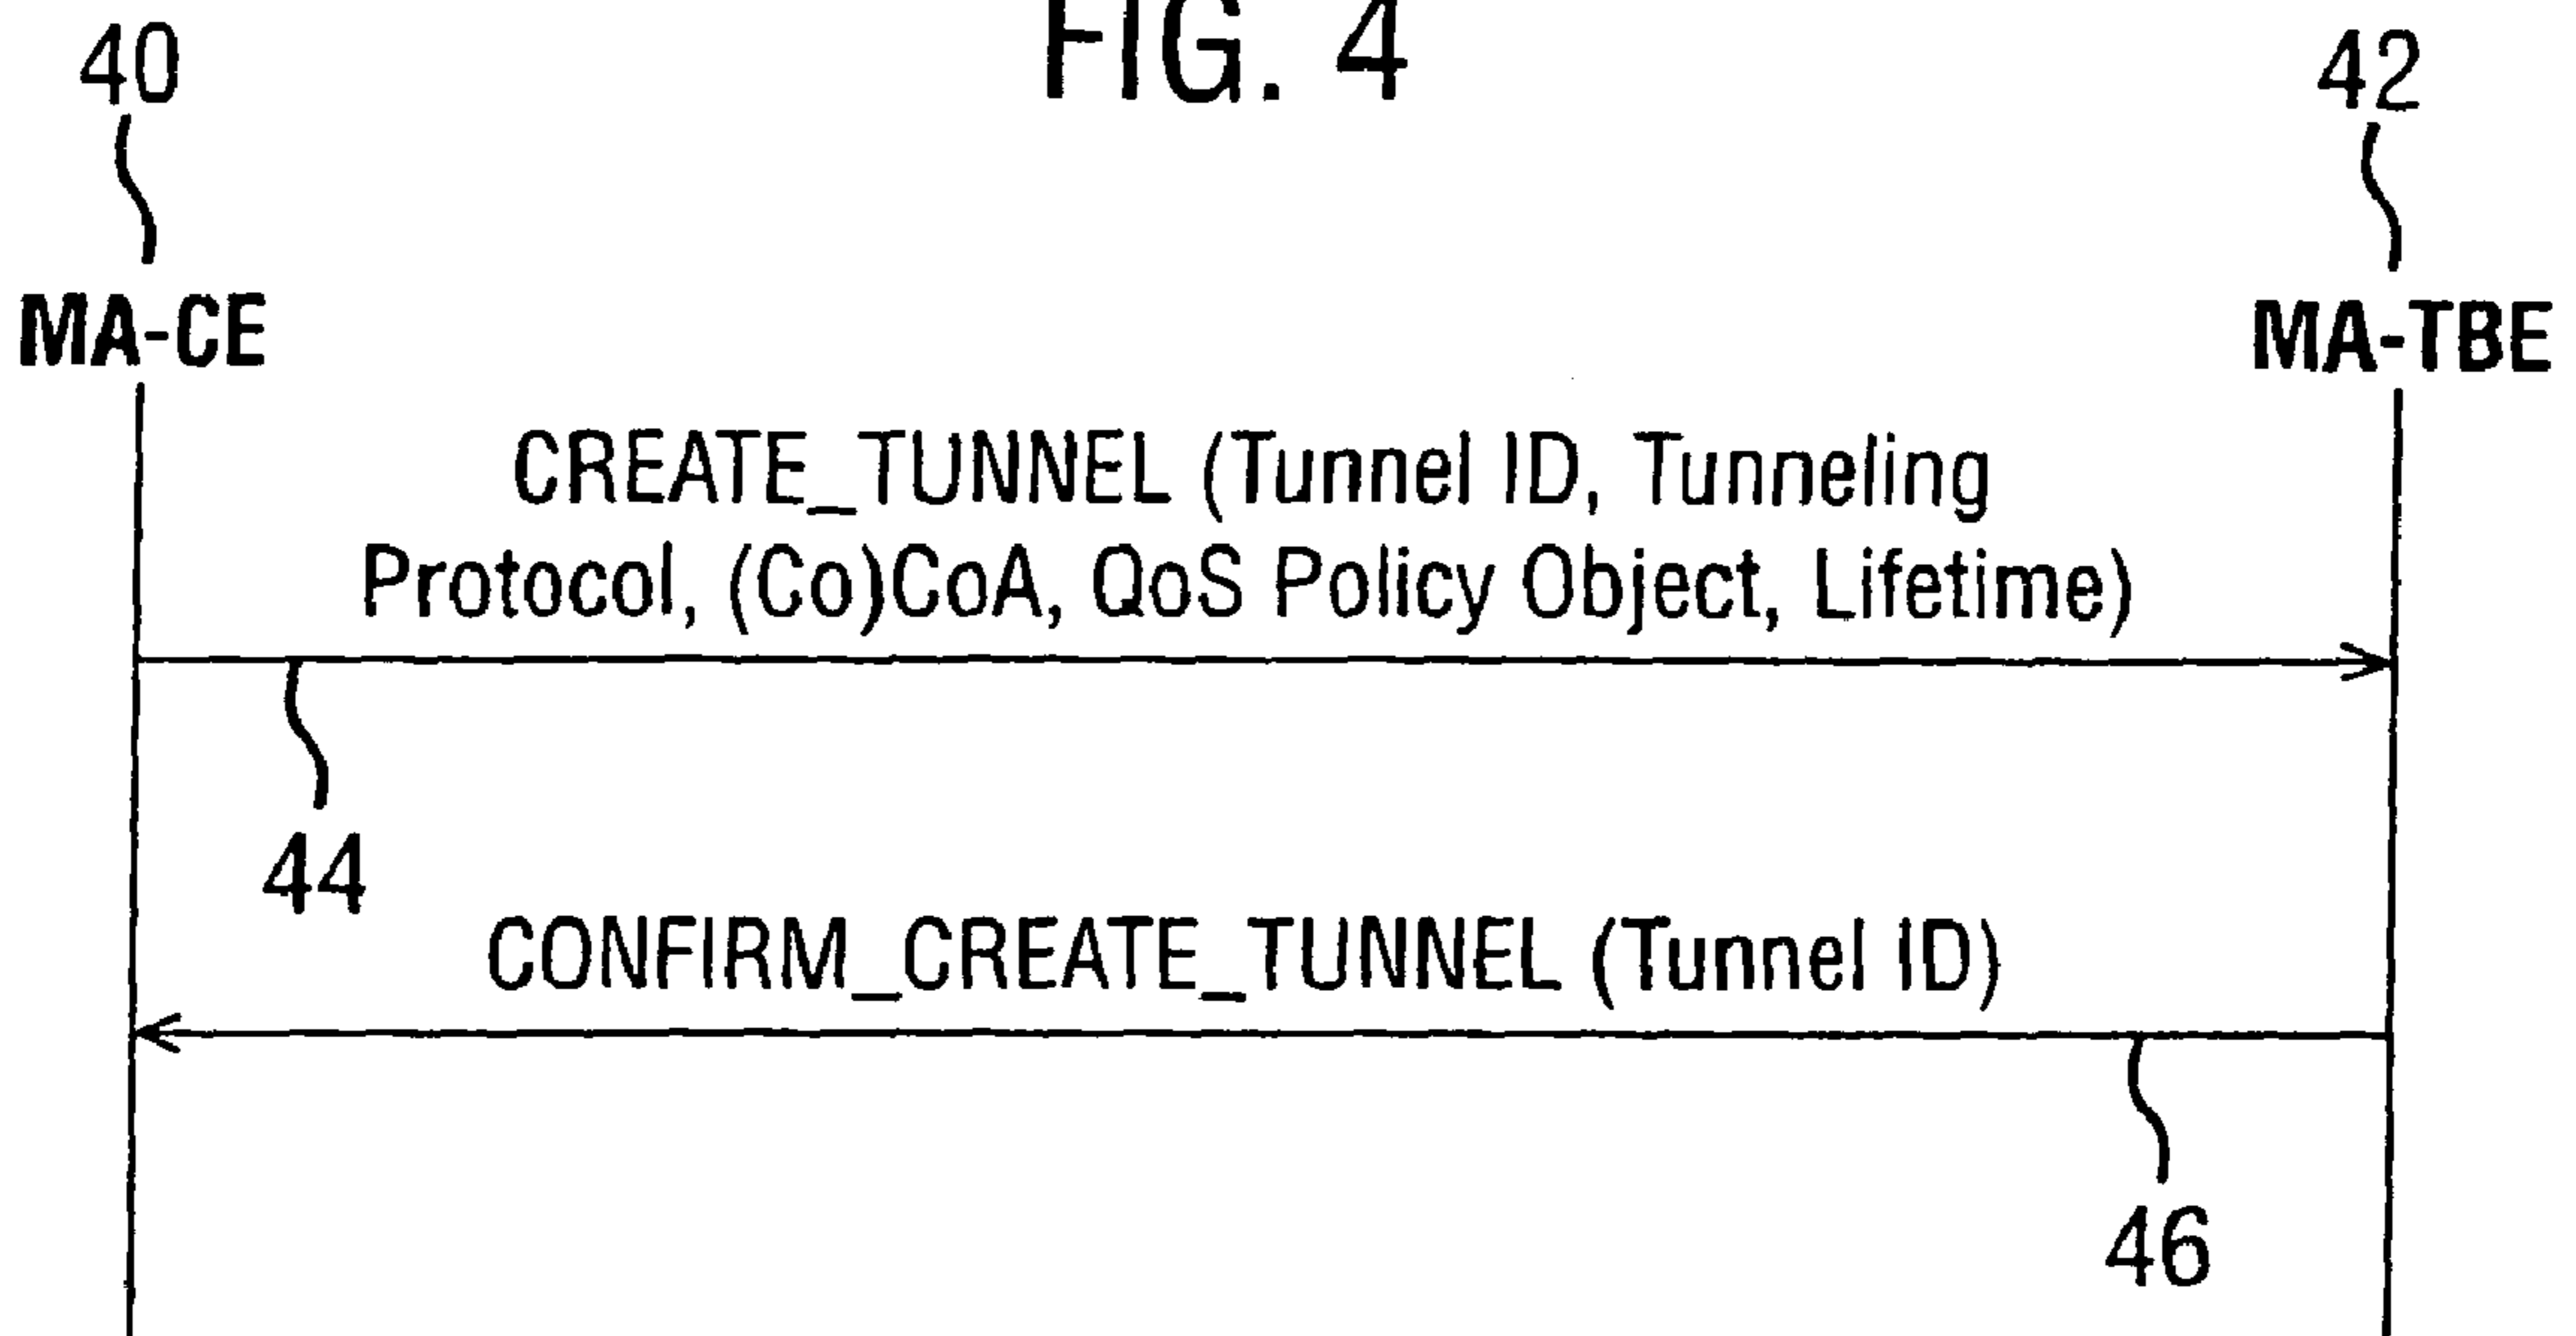 FIG. 4
40
42
MA-CE
MA-TBE
CREATE_TUNNEL (Tunnel ID, Tunneling
Protocol, (Co)CoA, QoS Policy Object, Lifetime)
44
CONFIRM_CREATE_TUNNEL (Tunnel ID)
46